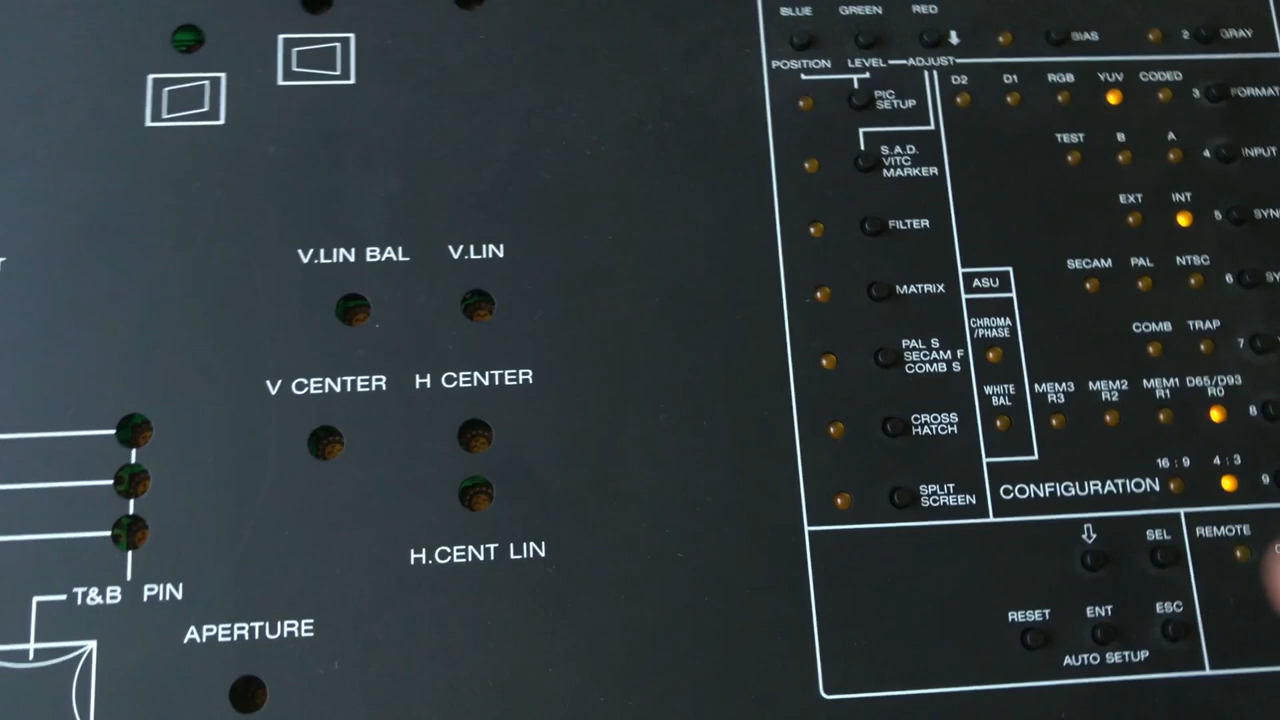 BLUE GREEN RED
BIAS 2 GRAY
POSITION LEVEL ADJUST
D2 D1 RGB YUV CODED
PIC
SETUP
3 FORMAT
TEST B A
4 INPUT
S.A.D.
VITC
MARKER
EXT INT
5
FILTER
SECAM PAL NTSC
6
MATRIX
ASU
CHROMA
/PHASE
COMB TRAP
7
PAL S
SECAM F
COMB S
WHITE
BAL
MEM3 MEM2 MEM1 D65/D93
R3 R2 R1 R0
8
CROSS
HATCH
16:9 4:3
9
SPLIT
SCREEN
CONFIGURATION
SEL
REMOTE
RESET ENT ESC
AUTO SETUP
V.LIN BAL V.LIN
V CENTER H CENTER
H.CENT LIN
T&B PIN
APERTURE